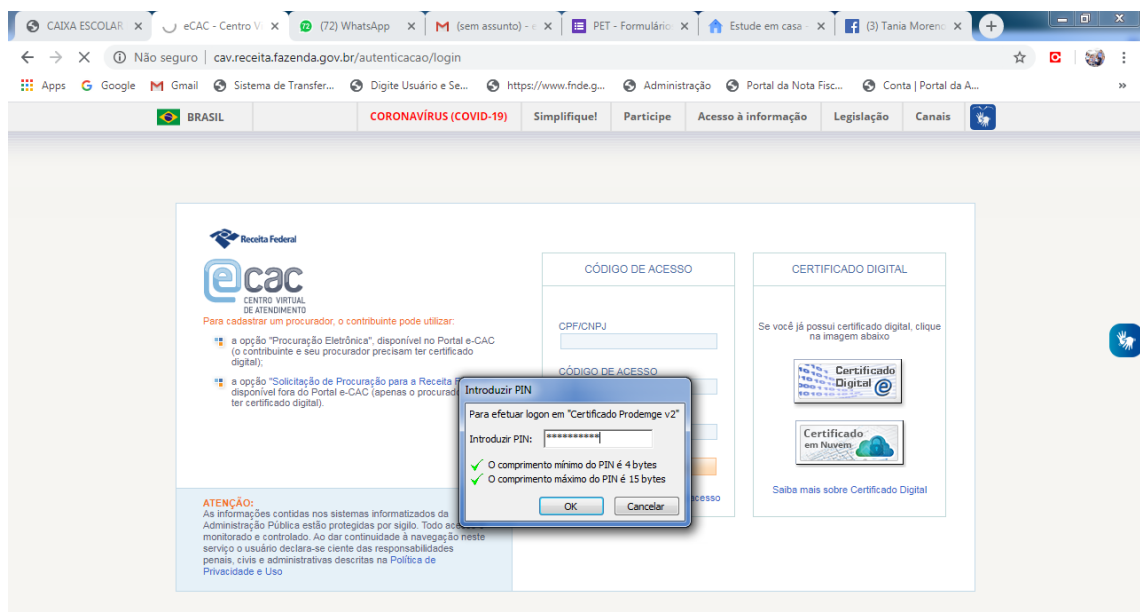 CAIXA ESCOLAR
eCAC - Centro V
(72) WhatsApp
(sem assunto) - e
PET - Formulário
Estude em casa -
(3) Tania Moreno
Não seguro | cav.receita.fazenda.gov.br/autenticacao/login
Apps
Google
Gmail
Sistema de Transfer...
Digite Usuário e Se...
https://www.fnde.g...
Administração
Portal da Nota Fisc...
Conta | Portal da A...
»
BRASIL
CORONAVÍRUS (COVID-19)
Simplifique!
Participe
Acesso à informação
Legislação
Canais
Receita Federal
ecac
CENTRO VIRTUAL
DE ATENDIMENTO
Para cadastrar um procurador, o contribuinte pode utilizar:
a opção "Procuração Eletrônica", disponível no Portal e-CAC
(o contribuinte e seu procurador precisam ter certificado
digital);
a opção "Solicitação de Procuração para a Receita
disponível fora do Portal e-CAC (apenas o procurad
ter certificado digital).
ATENÇÃO:
As informações contidas nos sistemas informatizados da
Administração Pública estão protegidas por sigilo. Todo
monitorado e controlado. Ao dar continuidade à navegação neste
serviço o usuário declara-se ciente das responsabilidades
penais, civis e administrativas descritas na Política de
Privacidade e Uso
CÓDIGO DE ACESSO
CPF/CNPJ
CÓDIGO DE ACESSO
acesso
CERTIFICADO DIGITAL
Se você já possui certificado digital, clique
na imagem abaixo
Certificado
Digital
Certificado
em Nuvem
Saiba mais sobre Certificado Digital
Introduzir PIN
Para efetuar logon em "Certificado Prodemge v2"
Introduzir PIN: **********
O comprimento mínimo do PIN é 4 bytes
O comprimento máximo do PIN é 15 bytes
OK
Cancelar